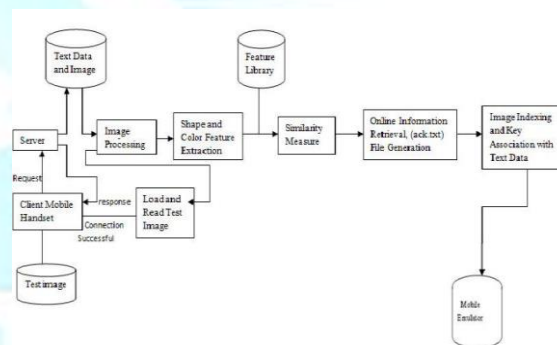 Text Data
and Image
Feature
Library
Server
Image
Processing
Shape and
Color Feature
Extraction
Similarity
Measure
Online Information
Retrieval, (ack.txt)
File Generation
Image Indexing
and Key
Association with
Text Data
Request
response
Client Mobile
Handset
Connection
Successful
Load and
Read Test
Image
Test image
Mobile
Emulator